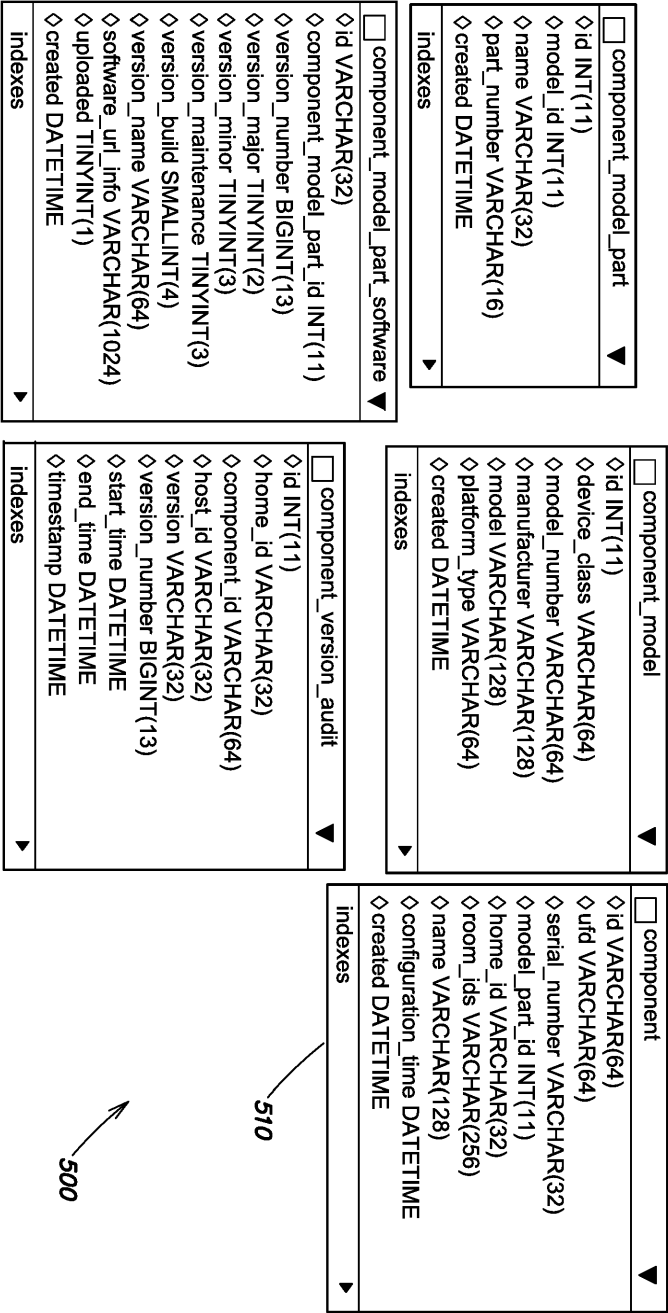 component_model_part
id INT(11)
model_id INT(11)
name VARCHAR(32)
part_number VARCHAR(16)
created DATETIME
indexes
component_model_part_software
id VARCHAR(32)
component_model_part_id INT(11)
version_number BIGINT(13)
version_major TINYINT(2)
version_minor TINYINT(3)
version_maintenance TINYINT(3)
version_build SMALLINT(4)
version_name VARCHAR(64)
software_url_info VARCHAR(1024)
uploaded TINYINT(1)
created DATETIME
indexes
component_model
id INT(11)
device_class VARCHAR(64)
model_number VARCHAR(64)
manufacturer VARCHAR(128)
model VARCHAR(128)
platform_type VARCHAR(64)
created DATETIME
indexes
component_version_audit
id INT(11)
home_id VARCHAR(32)
component_id VARCHAR(64)
host_id VARCHAR(32)
version VARCHAR(32)
version_number BIGINT(13)
start_time DATETIME
end_time DATETIME
timestamp DATETIME
indexes
component
id VARCHAR(64)
ufd VARCHAR(64)
serial_number VARCHAR(32)
model_part_id INT(11)
home_id VARCHAR(32)
room_ids VARCHAR(256)
name VARCHAR(128)
configuration_time DATETIME
created DATETIME
indexes
510
500